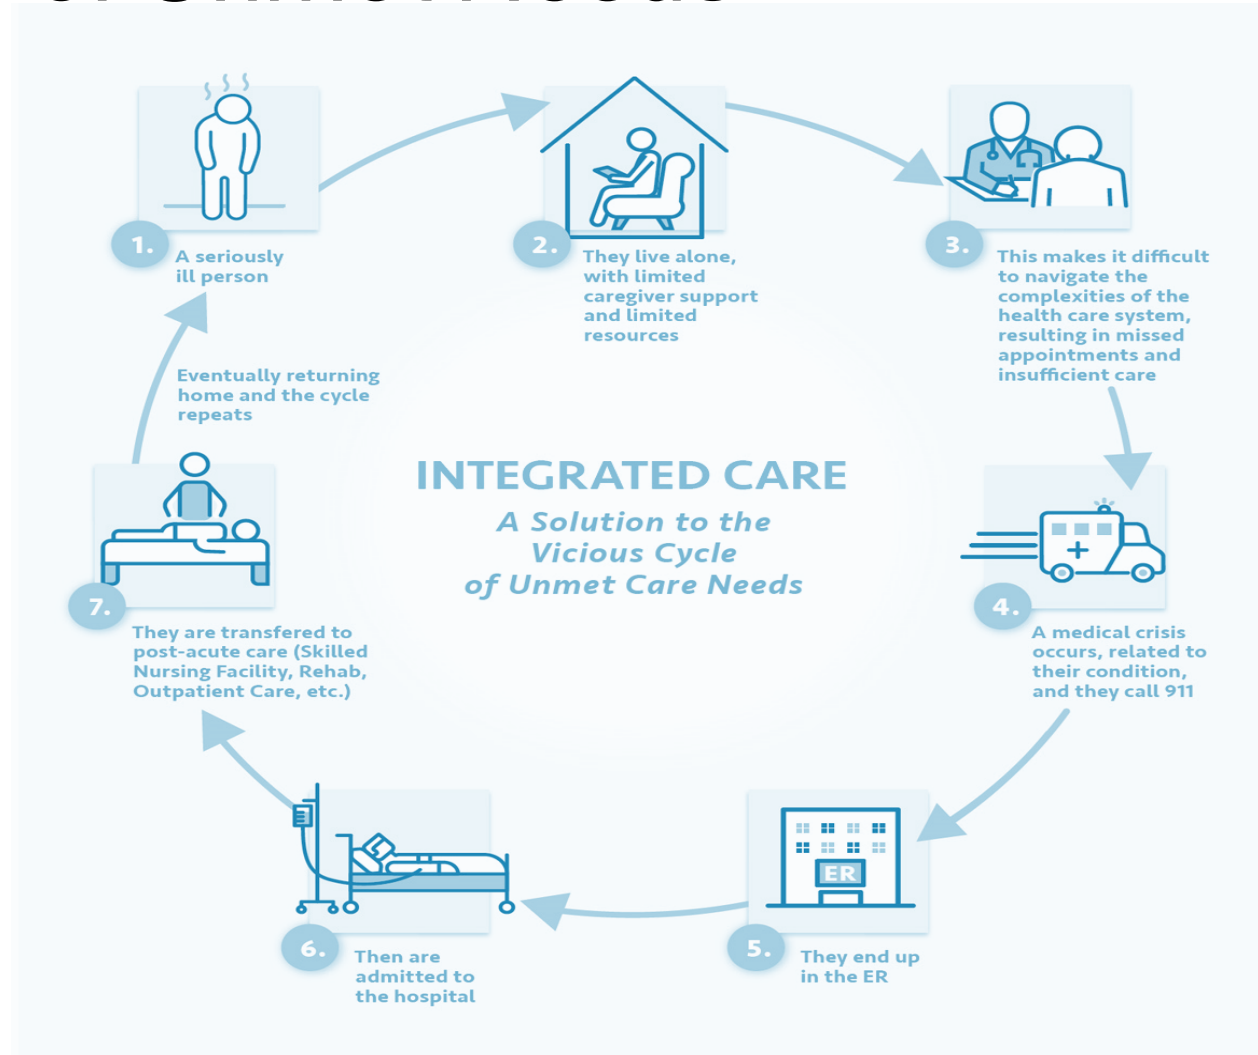 1.
A seriously
ill person
2.
They live alone,
with limited
caregiver support
and limited
resources
3.
This makes it difficult
to navigate the
complexities of the
health care system,
resulting in missed
appointments and
insufficient care
4.
A medical crisis
occurs, related to
their condition,
and they call 911
5.
ER
They end up
in the ER
6.
Then are
admitted to
the hospital
7.
They are transfered to
post-acute care (Skilled
Nursing Facility, Rehab,
Outpatient Care, etc.)
Eventually returning
home and the cycle
repeats
INTEGRATED CARE
A Solution to the
Vicious Cycle
of Unmet Care Needs